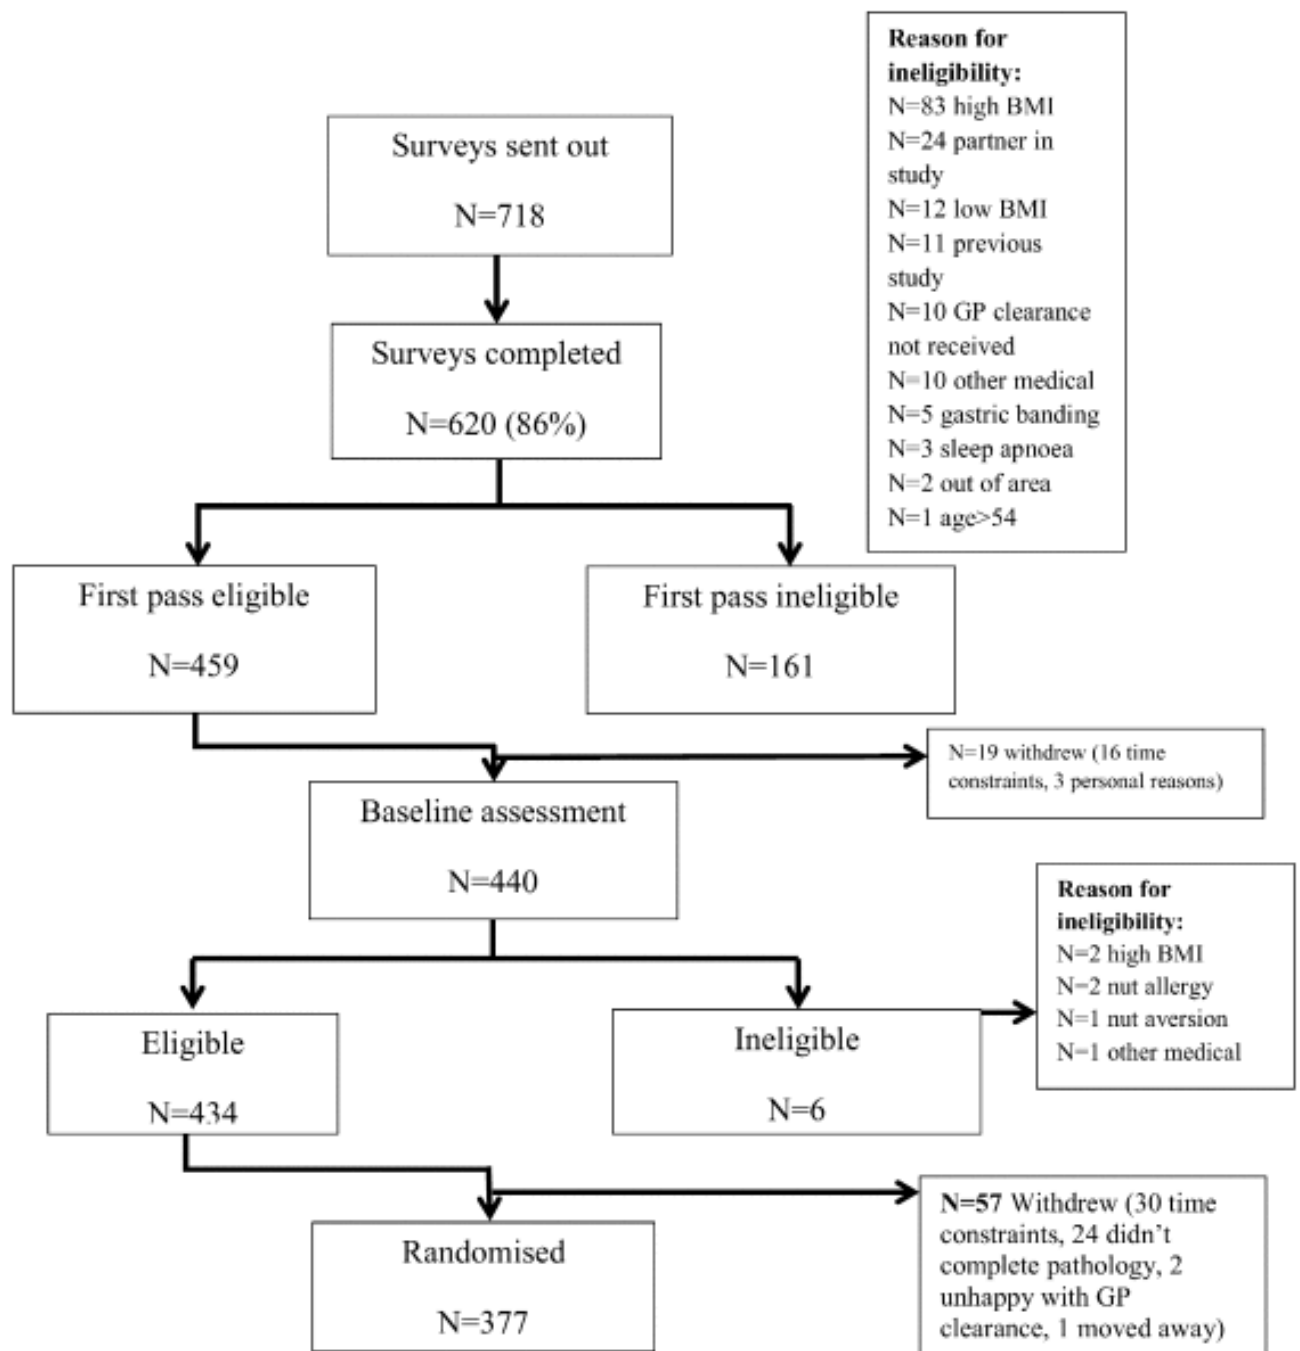 Reason for
ineligibility:
N=83 high BMI
N=24 partner in
study
N=12 low BMI
N=11 previous
study
N=10 GP clearance
not received
N=10 other medical
N=5 gastric banding
N=3 sleep apnoea
N=2 out of area
N=1 age>54
Surveys sent out
N=718
Surveys completed
N=620 (86%)
First pass eligible
N=459
First pass ineligible
N=161
N=19 withdrew (16 time
constraints, 3 personal reasons)
Baseline assessment
N=440
Reason for
ineligibility:
N=2 high BMI
N=2 nut allergy
N=1 nut aversion
N=1 other medical
Eligible
N=434
Ineligible
N=6
N=57 Withdrew (30 time
constraints, 24 didn’t
complete pathology, 2
unhappy with GP
clearance, 1 moved away)
Randomised
N=377